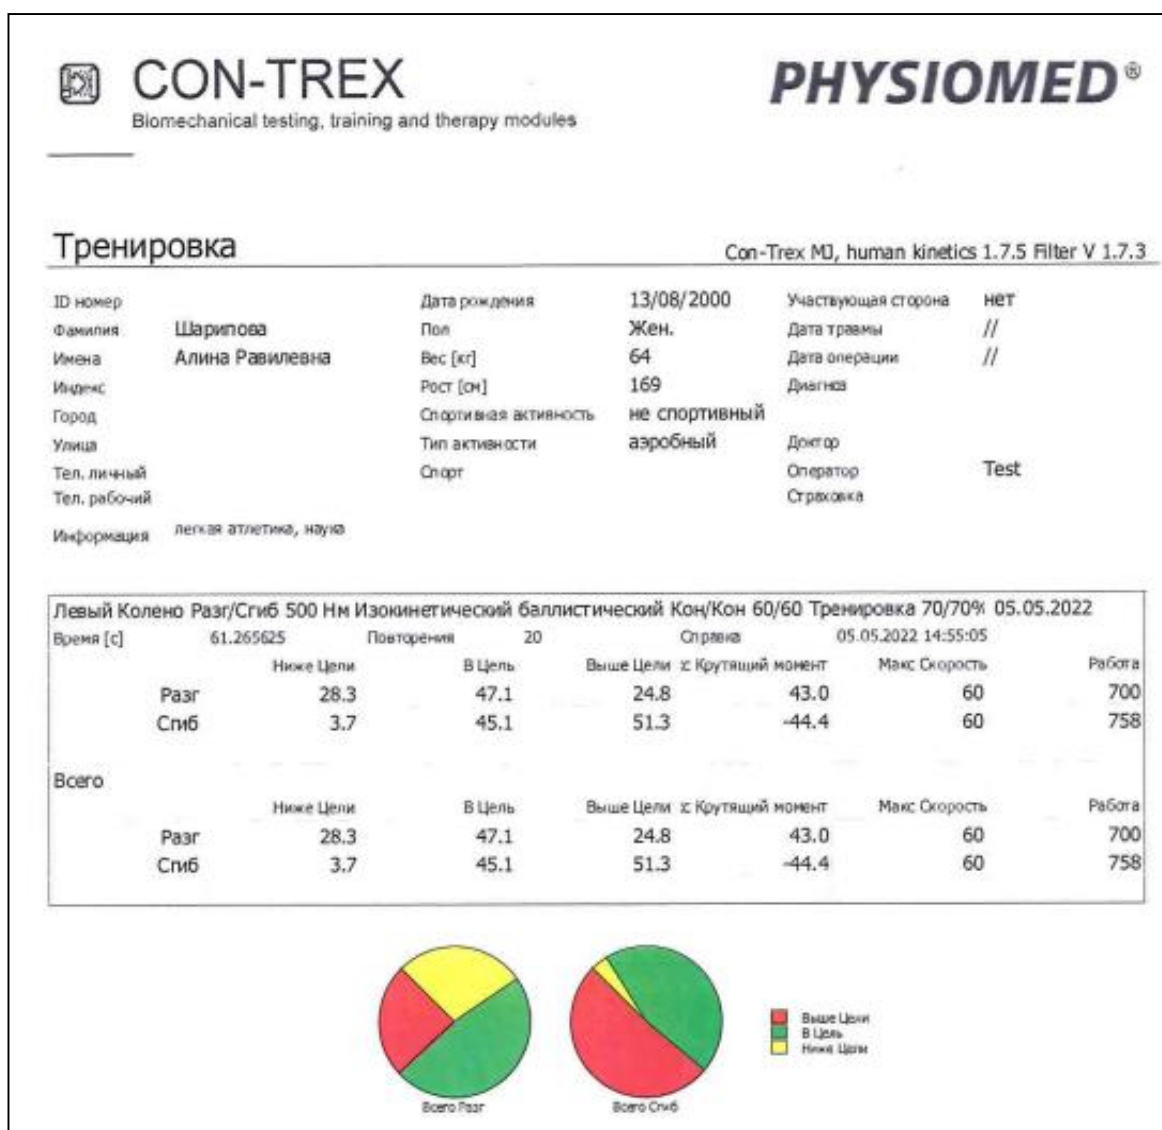 CON-TREX
Biomechanical testing, training and therapy modules
PHYSIOMED®
Тренировка
Con-Trex MJ, human kinetics 1.7.5 Filter V 1.7.3
ID номер Дата рождения 13/08/2000 Участвующая сторона нет
Фамилия Шарипова Пол Жен. Дата травмы //
Имена Алина Равилевна Вес [кг] 64 Дата операции //
Индекс Рост [см] 169 Диагноз
Город Спортивная активность не спортивный
Улица Тип активности аэробный Доктор
Тел. личный Спорт Оператор Test
Тел. рабочий Страховка
Информация легкая атлетика, наука
Левый Колено Разг/Сгиб 500 Нм Изокинетический баллистический Кон/Кон 60/60 Тренировка 70/70% 05.05.2022
Время [с] 61.265625 Повторения 20 Справка 05.05.2022 14:55:05
Ниже Цели В Цель Выше Цели с Крутящий момент Макс Скорость Работа
Разг 28.3 47.1 24.8 43.0 60 700
Сгиб 3.7 45.1 51.3 -44.4 60 758
Всего
Ниже Цели В Цель Выше Цели с Крутящий момент Макс Скорость Работа
Разг 28.3 47.1 24.8 43.0 60 700
Сгиб 3.7 45.1 51.3 -44.4 60 758
Выше Цели
В Цель
Ниже Цели
Всего Разг Всего Сгиб